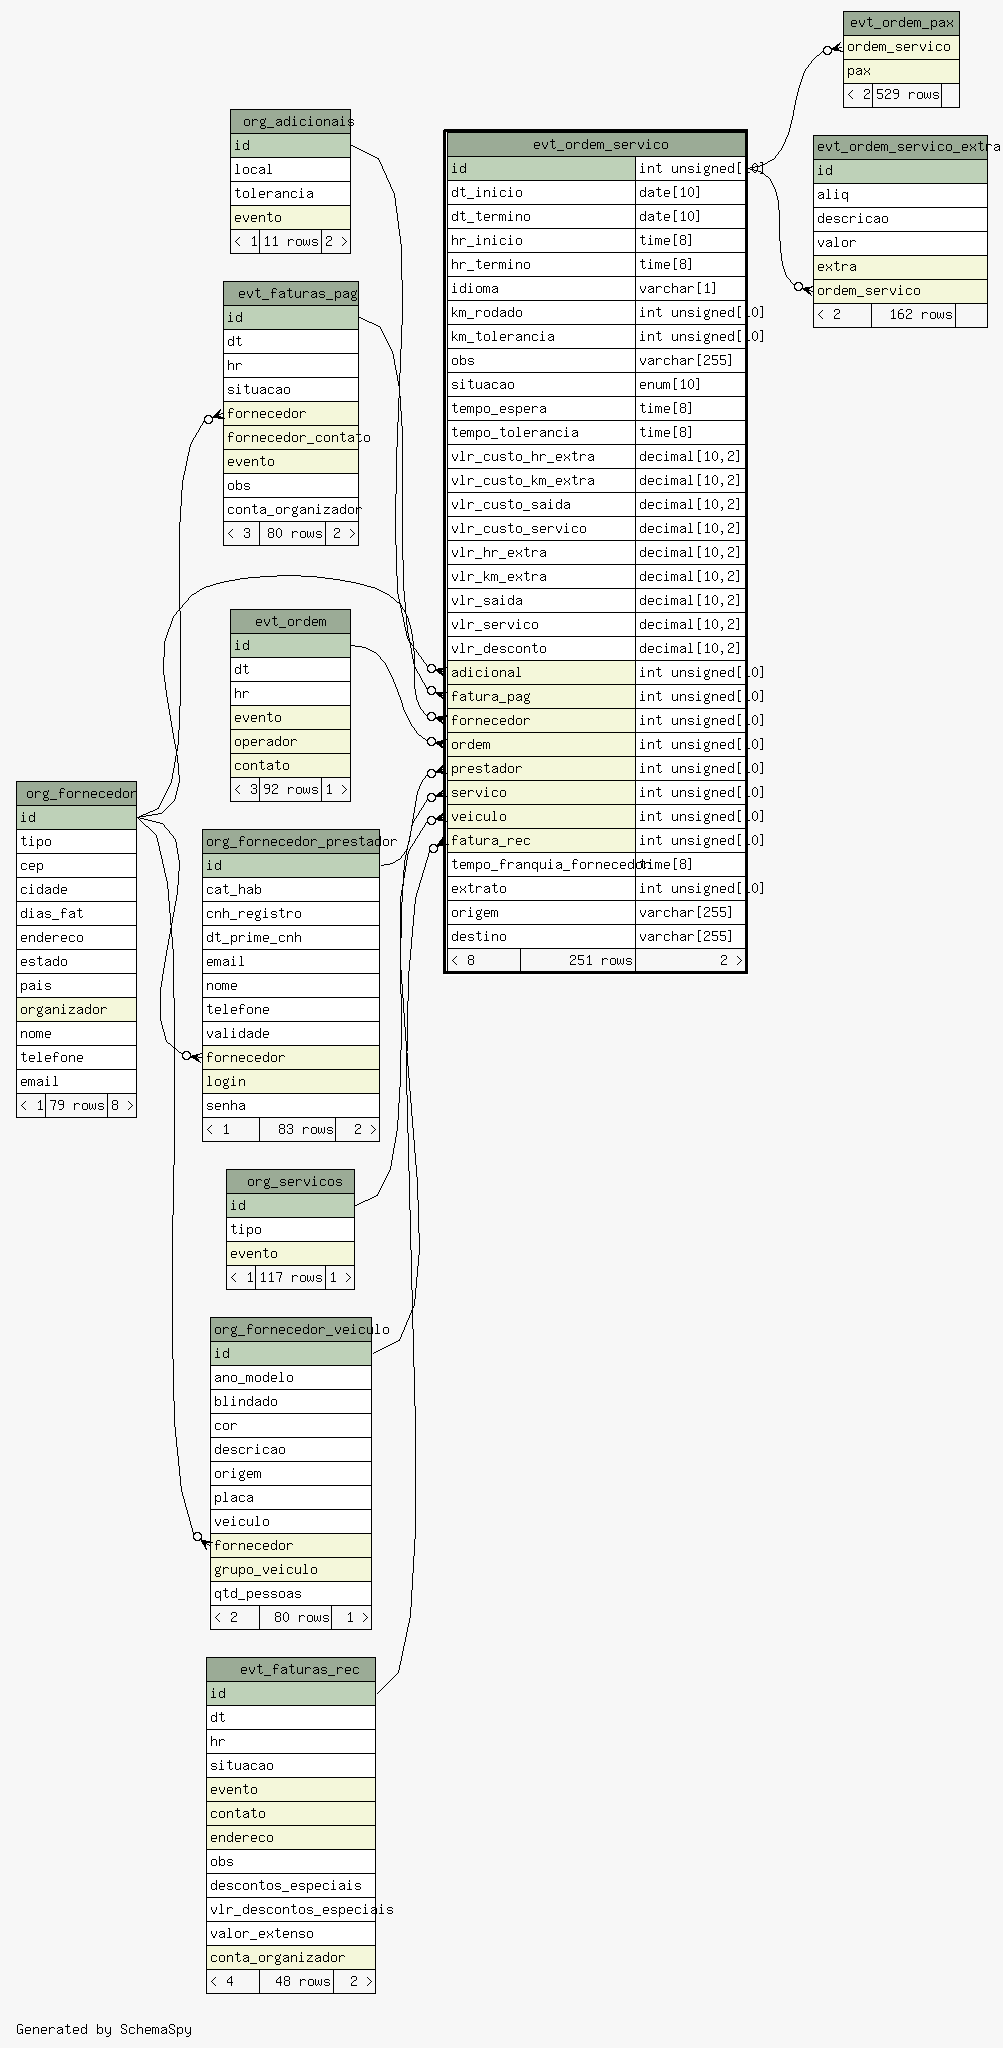 evt_ordem_pax
ordem_servico
pax
< 2 529 rows
org_adicionais
id
local
tolerancia
evento
< 1 11 rows 2 >
evt_ordem_servico_extra
id
aliq
descricao
valor
extra
ordem_servico
< 2 162 rows
evt_ordem_servico
id int unsigned[10]
dt_inicio date[10]
dt_termino date[10]
hr_inicio time[8]
hr_termino time[8]
idioma varchar[1]
km_rodado int unsigned[10]
km_tolerancia int unsigned[10]
obs varchar[255]
situacao enum[10]
tempo_espera time[8]
tempo_tolerancia time[8]
vlr_custo_hr_extra decimal[10,2]
vlr_custo_km_extra decimal[10,2]
vlr_custo_saida decimal[10,2]
vlr_custo_servico decimal[10,2]
vlr_hr_extra decimal[10,2]
vlr_km_extra decimal[10,2]
vlr_saida decimal[10,2]
vlr_servico decimal[10,2]
vlr_desconto decimal[10,2]
adicional int unsigned[10]
fatura_pag int unsigned[10]
fornecedor int unsigned[10]
ordem int unsigned[10]
prestador int unsigned[10]
servico int unsigned[10]
veiculo int unsigned[10]
fatura_rec int unsigned[10]
tempo_franquia_fornecedor time[8]
extrato int unsigned[10]
origem varchar[255]
destino varchar[255]
< 8 251 rows 2 >
evt_faturas_pag
id
dt
hr
situacao
fornecedor
fornecedor_contato
evento
obs
conta_organizador
< 3 80 rows 2 >
evt_ordem
id
dt
hr
evento
operador
contato
< 3 92 rows 1 >
org_fornecedor
id
tipo
cep
cidade
dias_fat
endereco
estado
pais
organizador
nome
telefone
email
< 1 79 rows 8 >
org_fornecedor_prestador
id
cat_hab
cnh_registro
dt_prime_cnh
email
nome
telefone
validade
fornecedor
login
senha
< 1 83 rows 2 >
org_servicos
id
tipo
evento
< 1 117 rows 1 >
org_fornecedor_veiculo
id
ano_modelo
blindado
cor
descricao
origem
placa
veiculo
fornecedor
grupo_veiculo
qtd_pessoas
< 2 80 rows 1 >
evt_faturas_rec
id
dt
hr
situacao
evento
contato
endereco
obs
descontos_especiais
vlr_descontos_especiais
valor_extenso
conta_organizador
< 4 48 rows 2 >
Generated by SchemaSpy